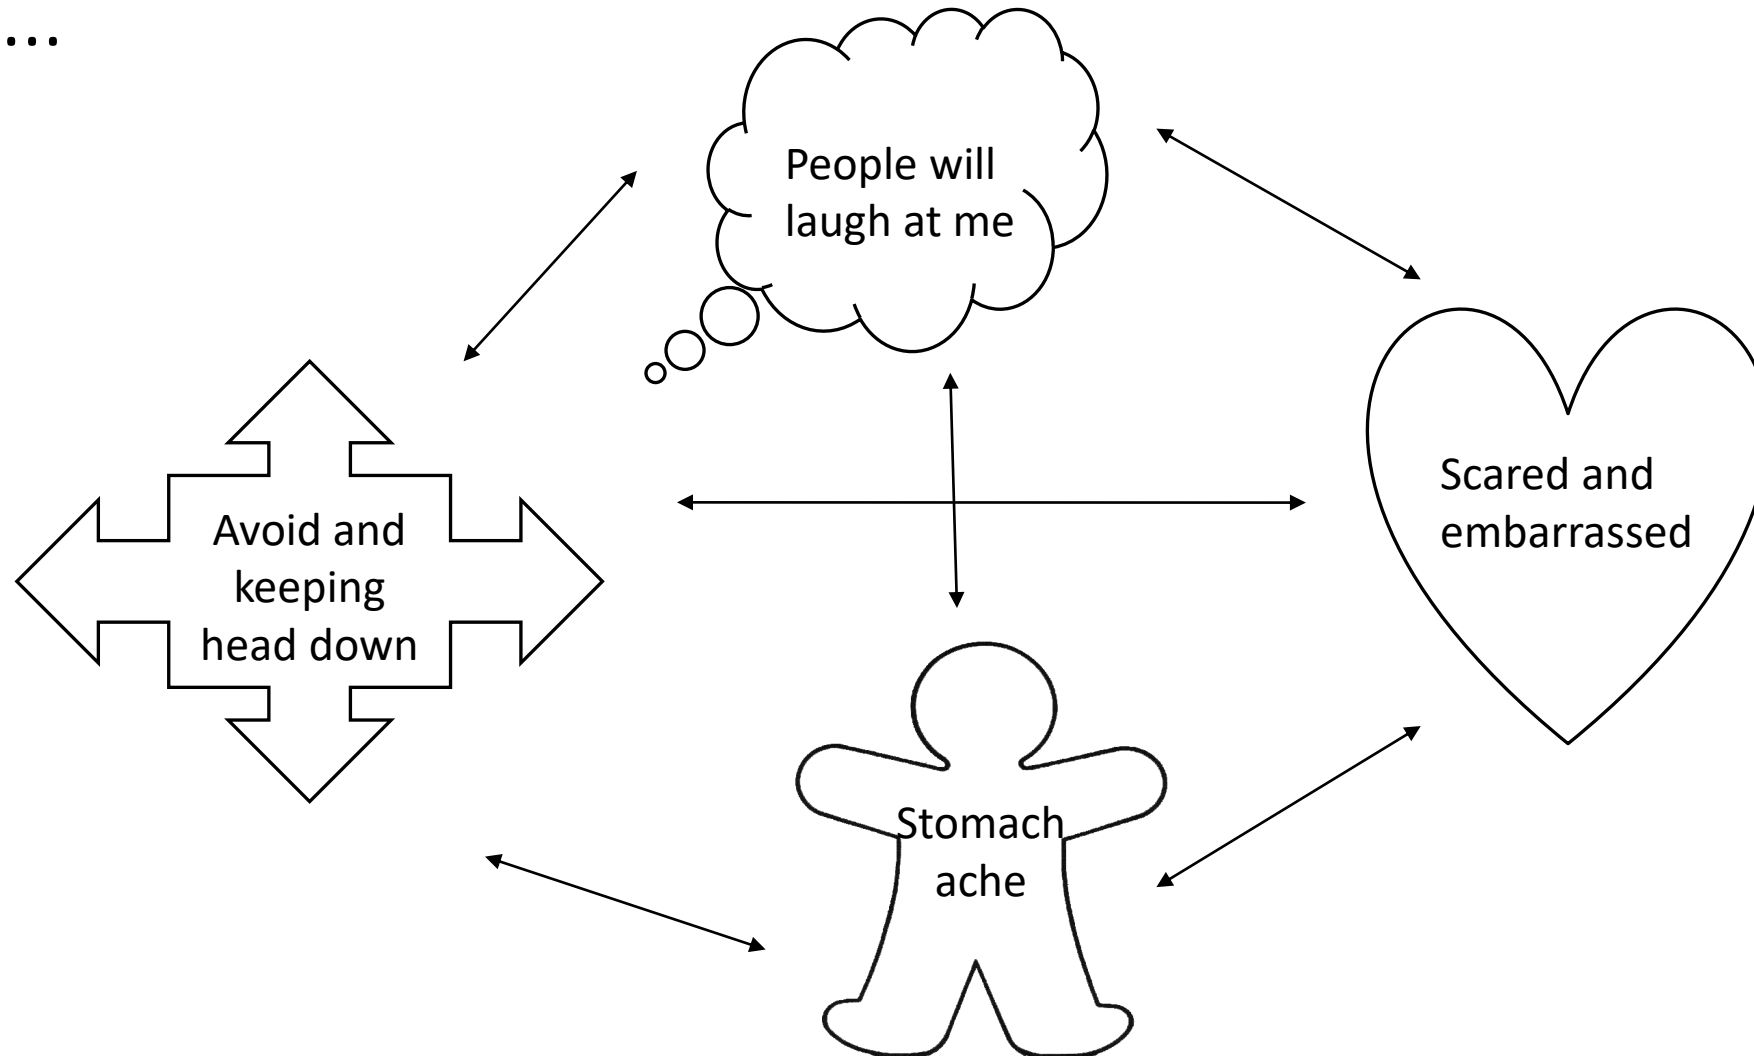 ...
People will
laugh at me
Scared and
embarrassed
Avoid and
keeping
head down
Stomach
ache